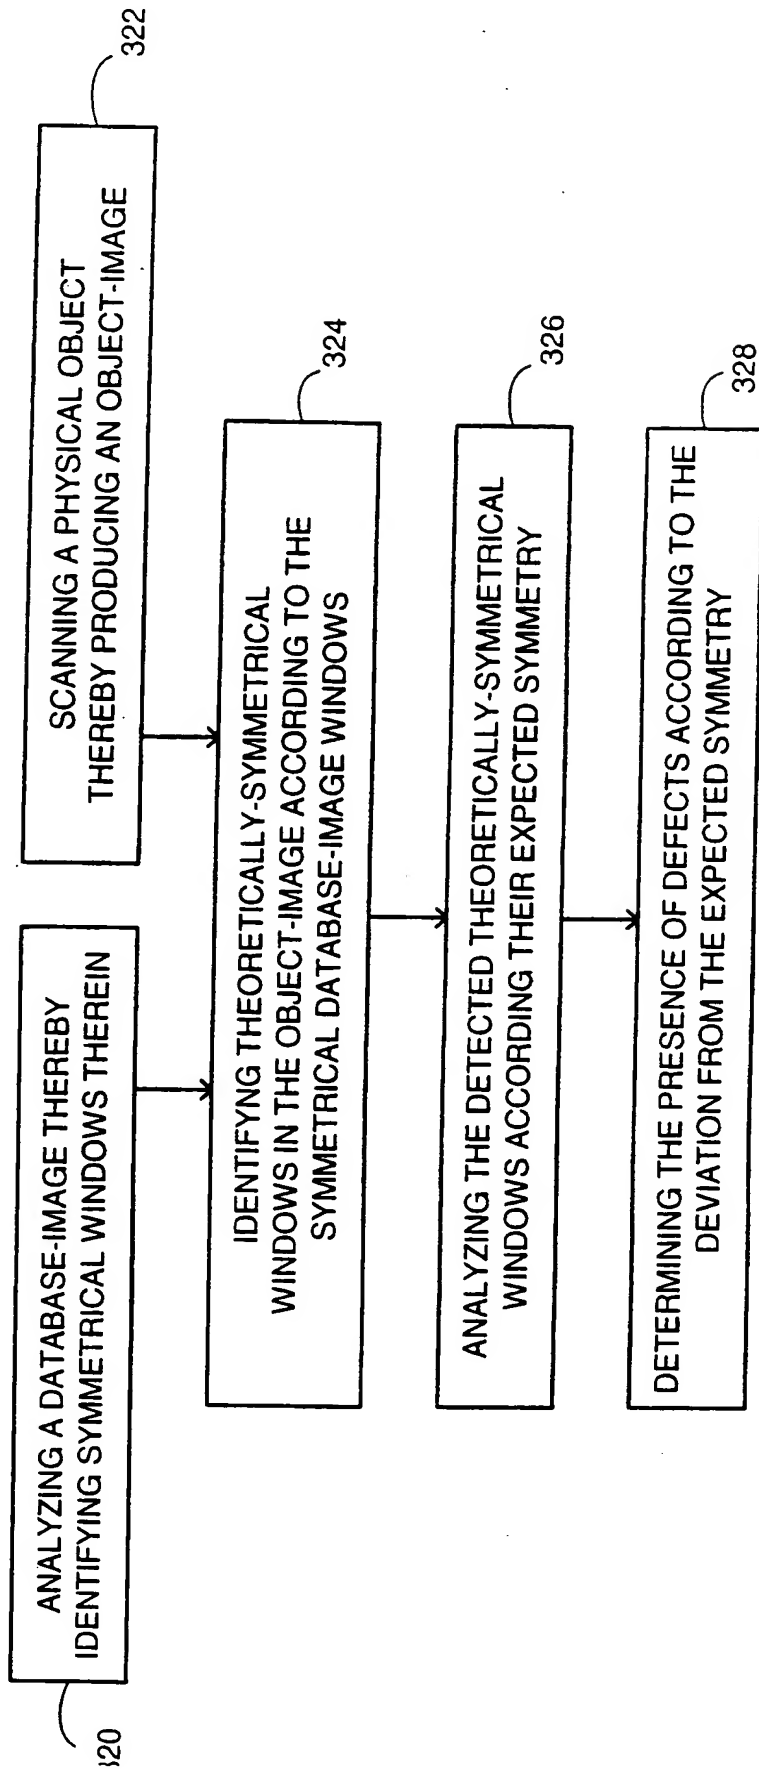 ANALYZING A DATABASE-IMAGE THEREBY
IDENTIFYING SYMMETRICAL WINDOWS THEREIN
320
SCANNING A PHYSICAL OBJECT
THEREBY PRODUCING AN OBJECT-IMAGE
322
IDENTIFYNG THEORETICALLY-SYMMETRICAL
WINDOWS IN THE OBJECT-IMAGE ACCORDING TO THE
SYMMETRICAL DATABASE-IMAGE WINDOWS
324
ANALYZING THE DETECTED THEORETICALLY-SYMMETRICAL
WINDOWS ACCORDING THEIR EXPECTED SYMMETRY
326
DETERMINING THE PRESENCE OF DEFECTS ACCORDING TO THE
DEVIATION FROM THE EXPECTED SYMMETRY
328